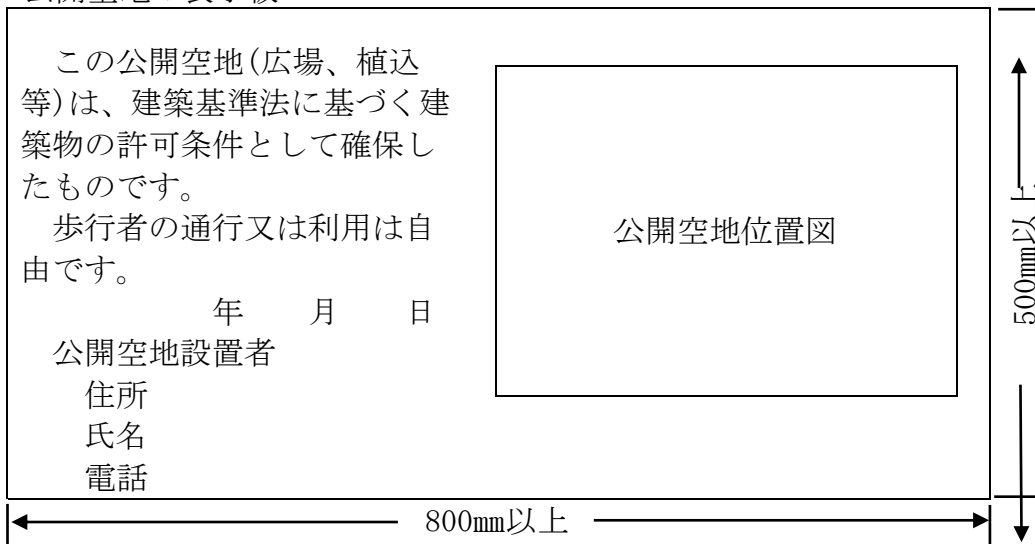 この公開空地(広場、植込
等)は、建築基準法に基づく建
築物の許可条件として確保し
たものです。
歩行者の通行又は利用は自
由です。
年　　月　　日
公開空地設置者
住所
氏名
電話
公開空地位置図
500㎜以上
800㎜以上